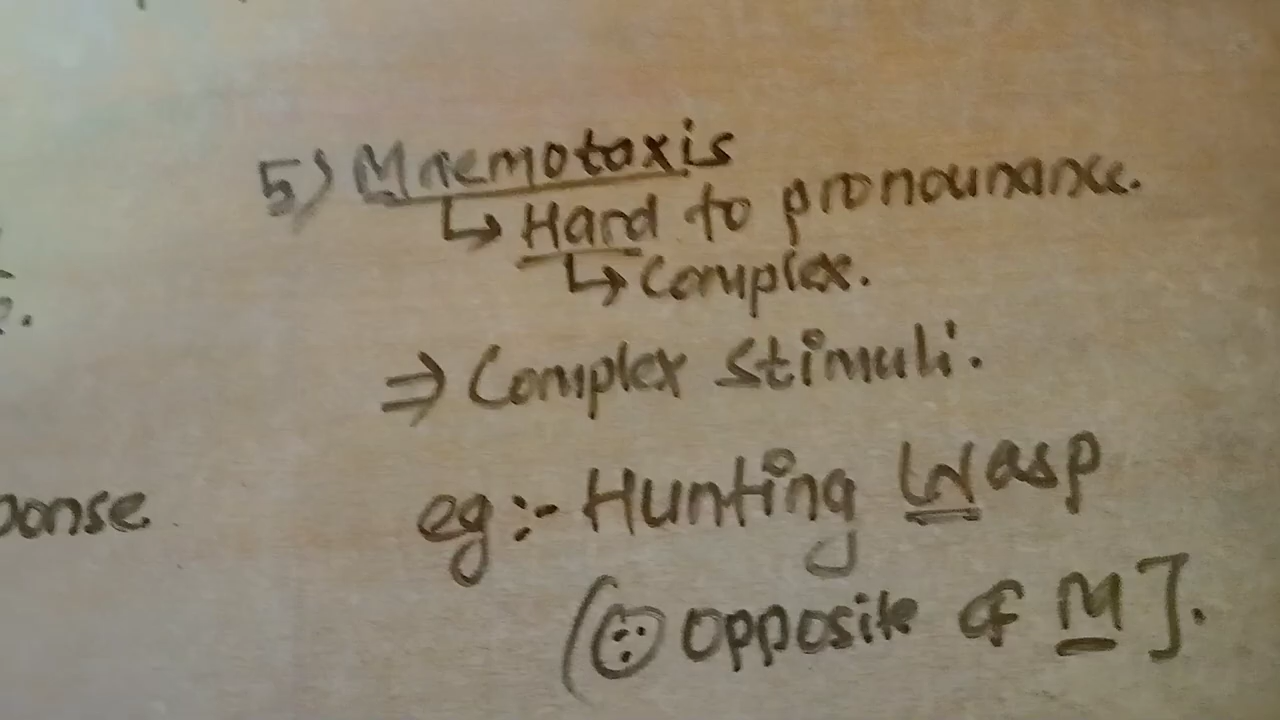 5) Mnemotaxis
↳ Hard to pronounance.
↳ Complex.
⇒ Complex Stimuli.
ponse
eg:- Hunting Wasp
(∵ opposite of M].